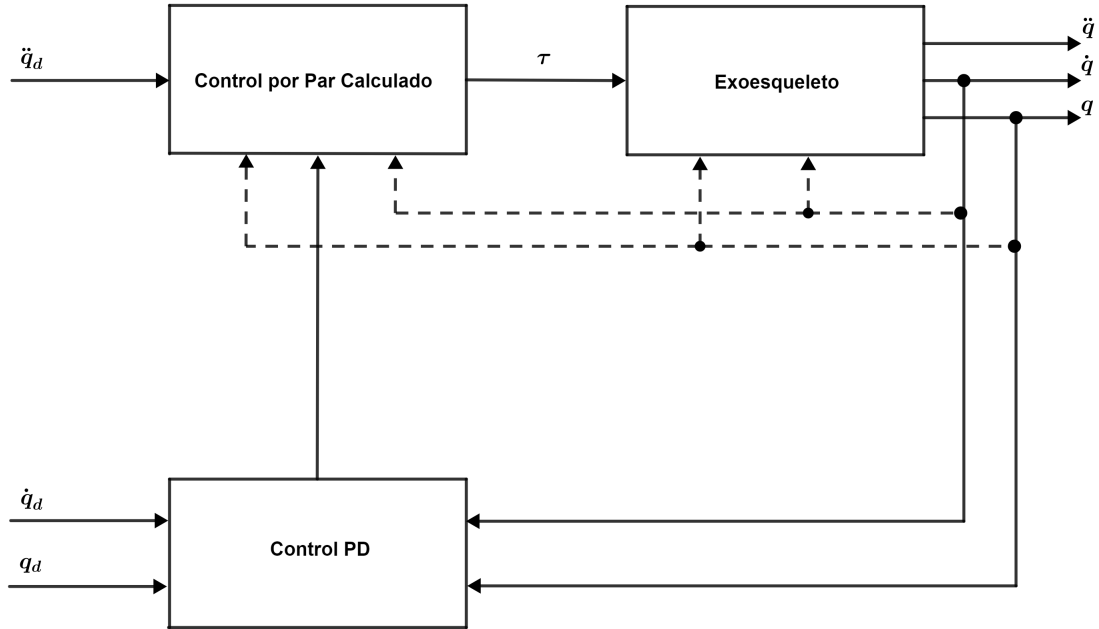 q̈_d
Control por Par Calculado
τ
Exoesqueleto
q̈
q̇
q
q̇_d
q_d
Control PD